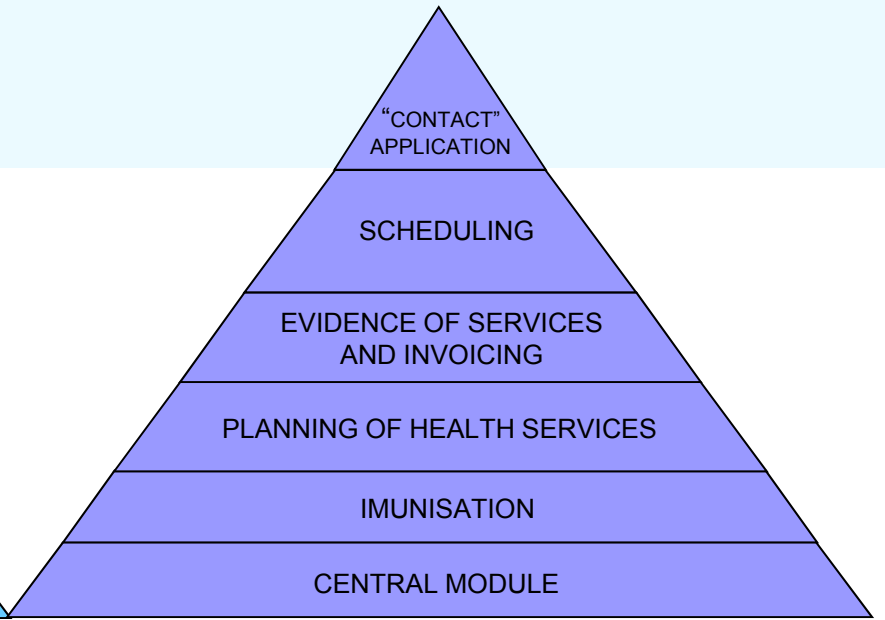 “CONTACT”
APPLICATION
SCHEDULING
EVIDENCE OF SERVICES
AND INVOICING
PLANNING OF HEALTH SERVICES
IMUNISATION
CENTRAL MODULE